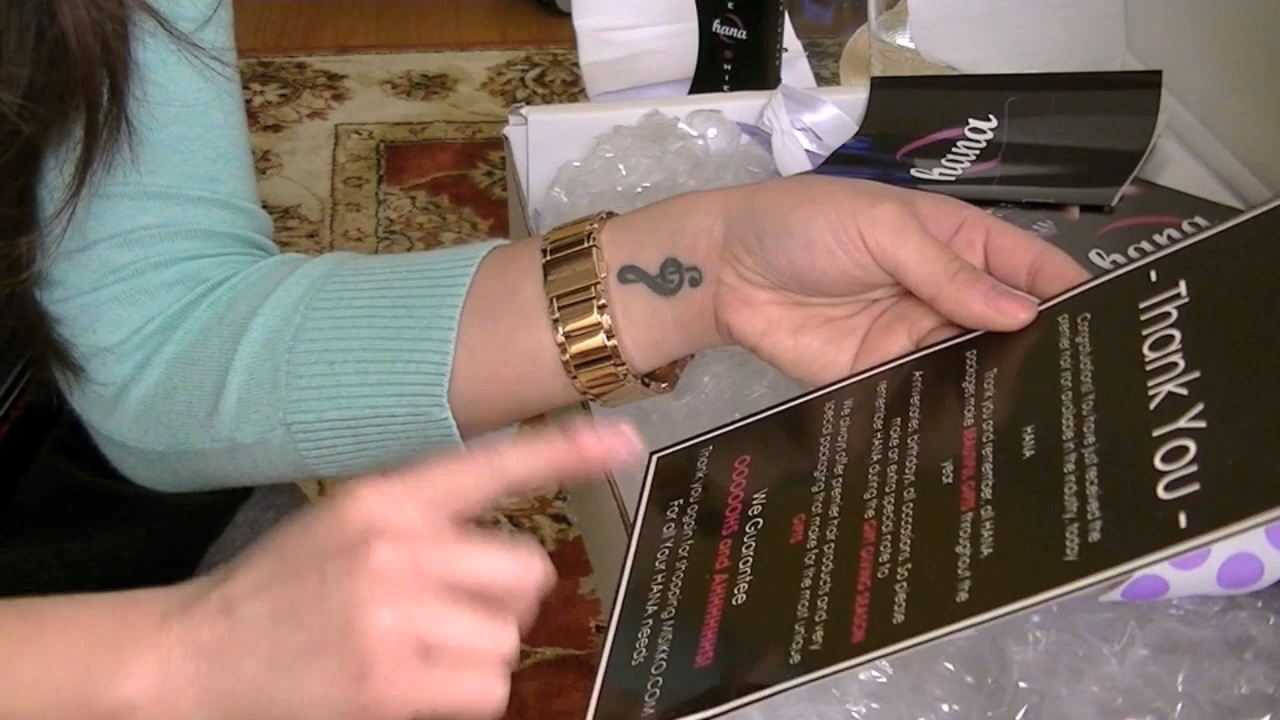 hana
hana
hana
- Thank You -
Congratulations! You have just received the
premier hair iron available in the industry, today
HANA
Thank you and remember, all HANA
packages make BEAUTIFUL GIFTS throughout the
year
Anniversaries, birthdays, all occasions. So please
make an extra special note to
remember HANA during the GIFT GIVING SEASON
We always offer premier hair products and very
special packaging that make for the most unique
GIFTS
We Guarantee
OOOOOHS and AHHHHHHHS!
Thank you again for shopping MISIKKO.COM
For all Your HANA needs